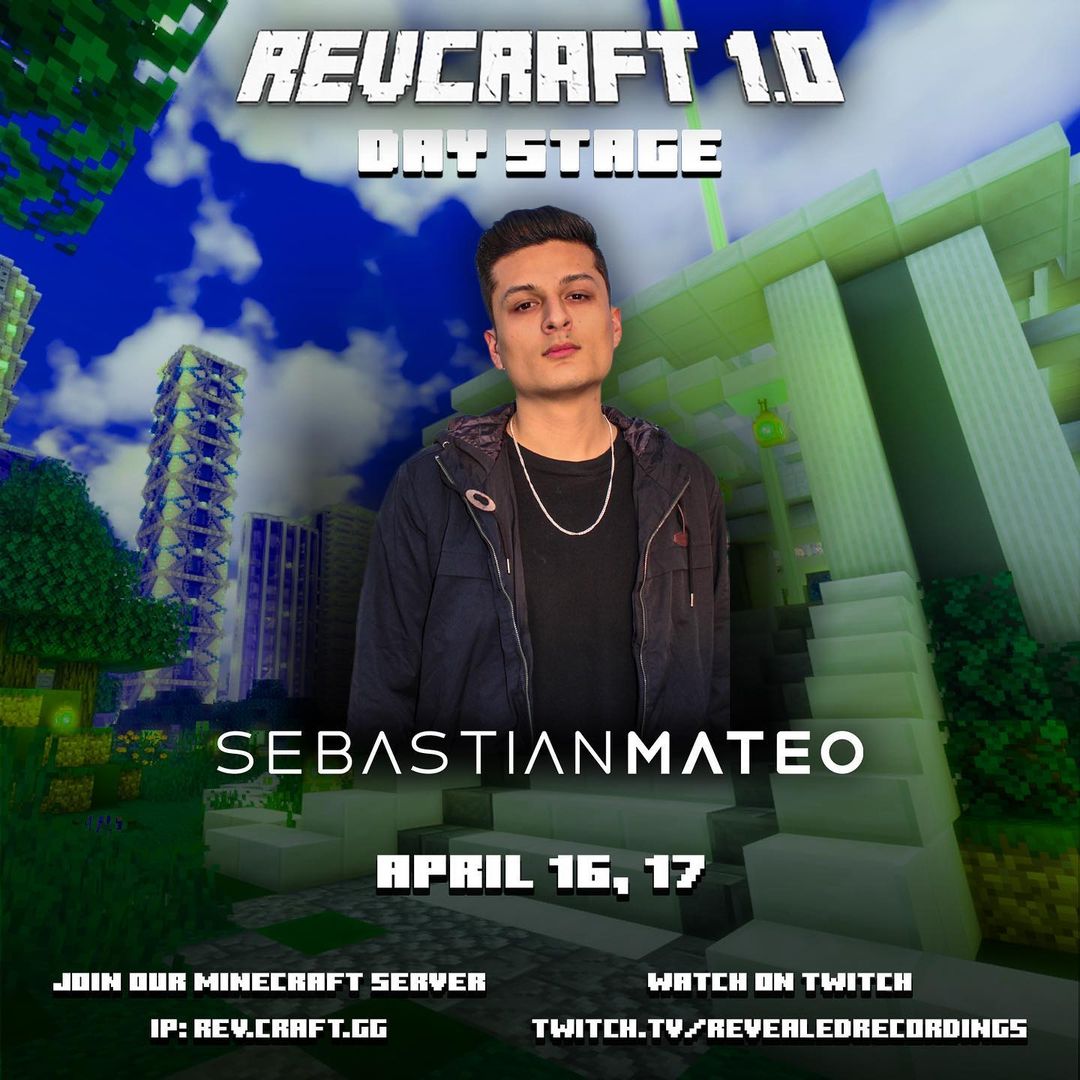 REVCRAFT 1.0
DAY STAGE
SEBASTIANMATEO
APRIL 16, 17
JOIN OUR MINECRAFT SERVER
IP: REV.CRAFT.GG
WATCH ON TWITCH
TWITCH.TV/REVEALEDRECORDINGS